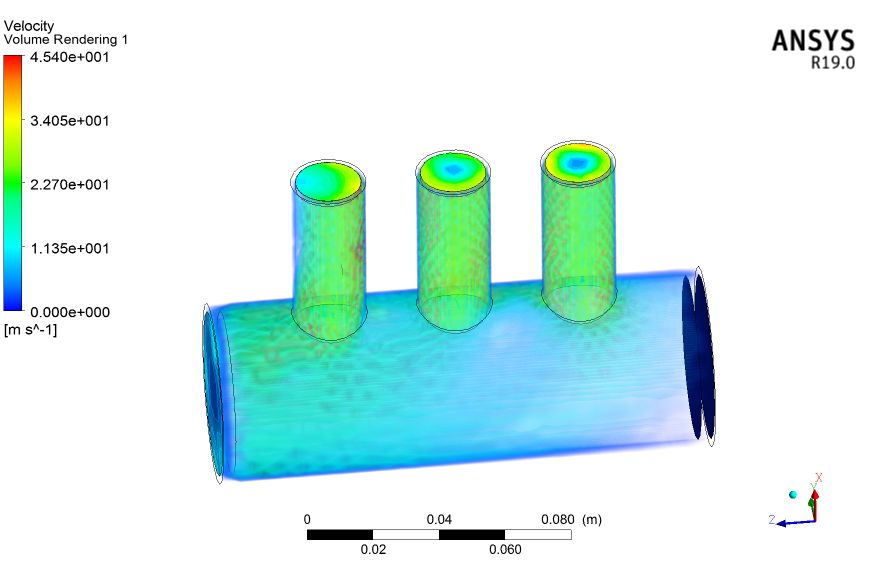 Velocity
Volume Rendering 1
4.540e+001
3.405e+001
2.270e+001
1.135e+001
0.000e+000
[m s^-1]
ANSYS
R19.0
0 0.04 0.080 (m)
0.02 0.060
X
Y
Z